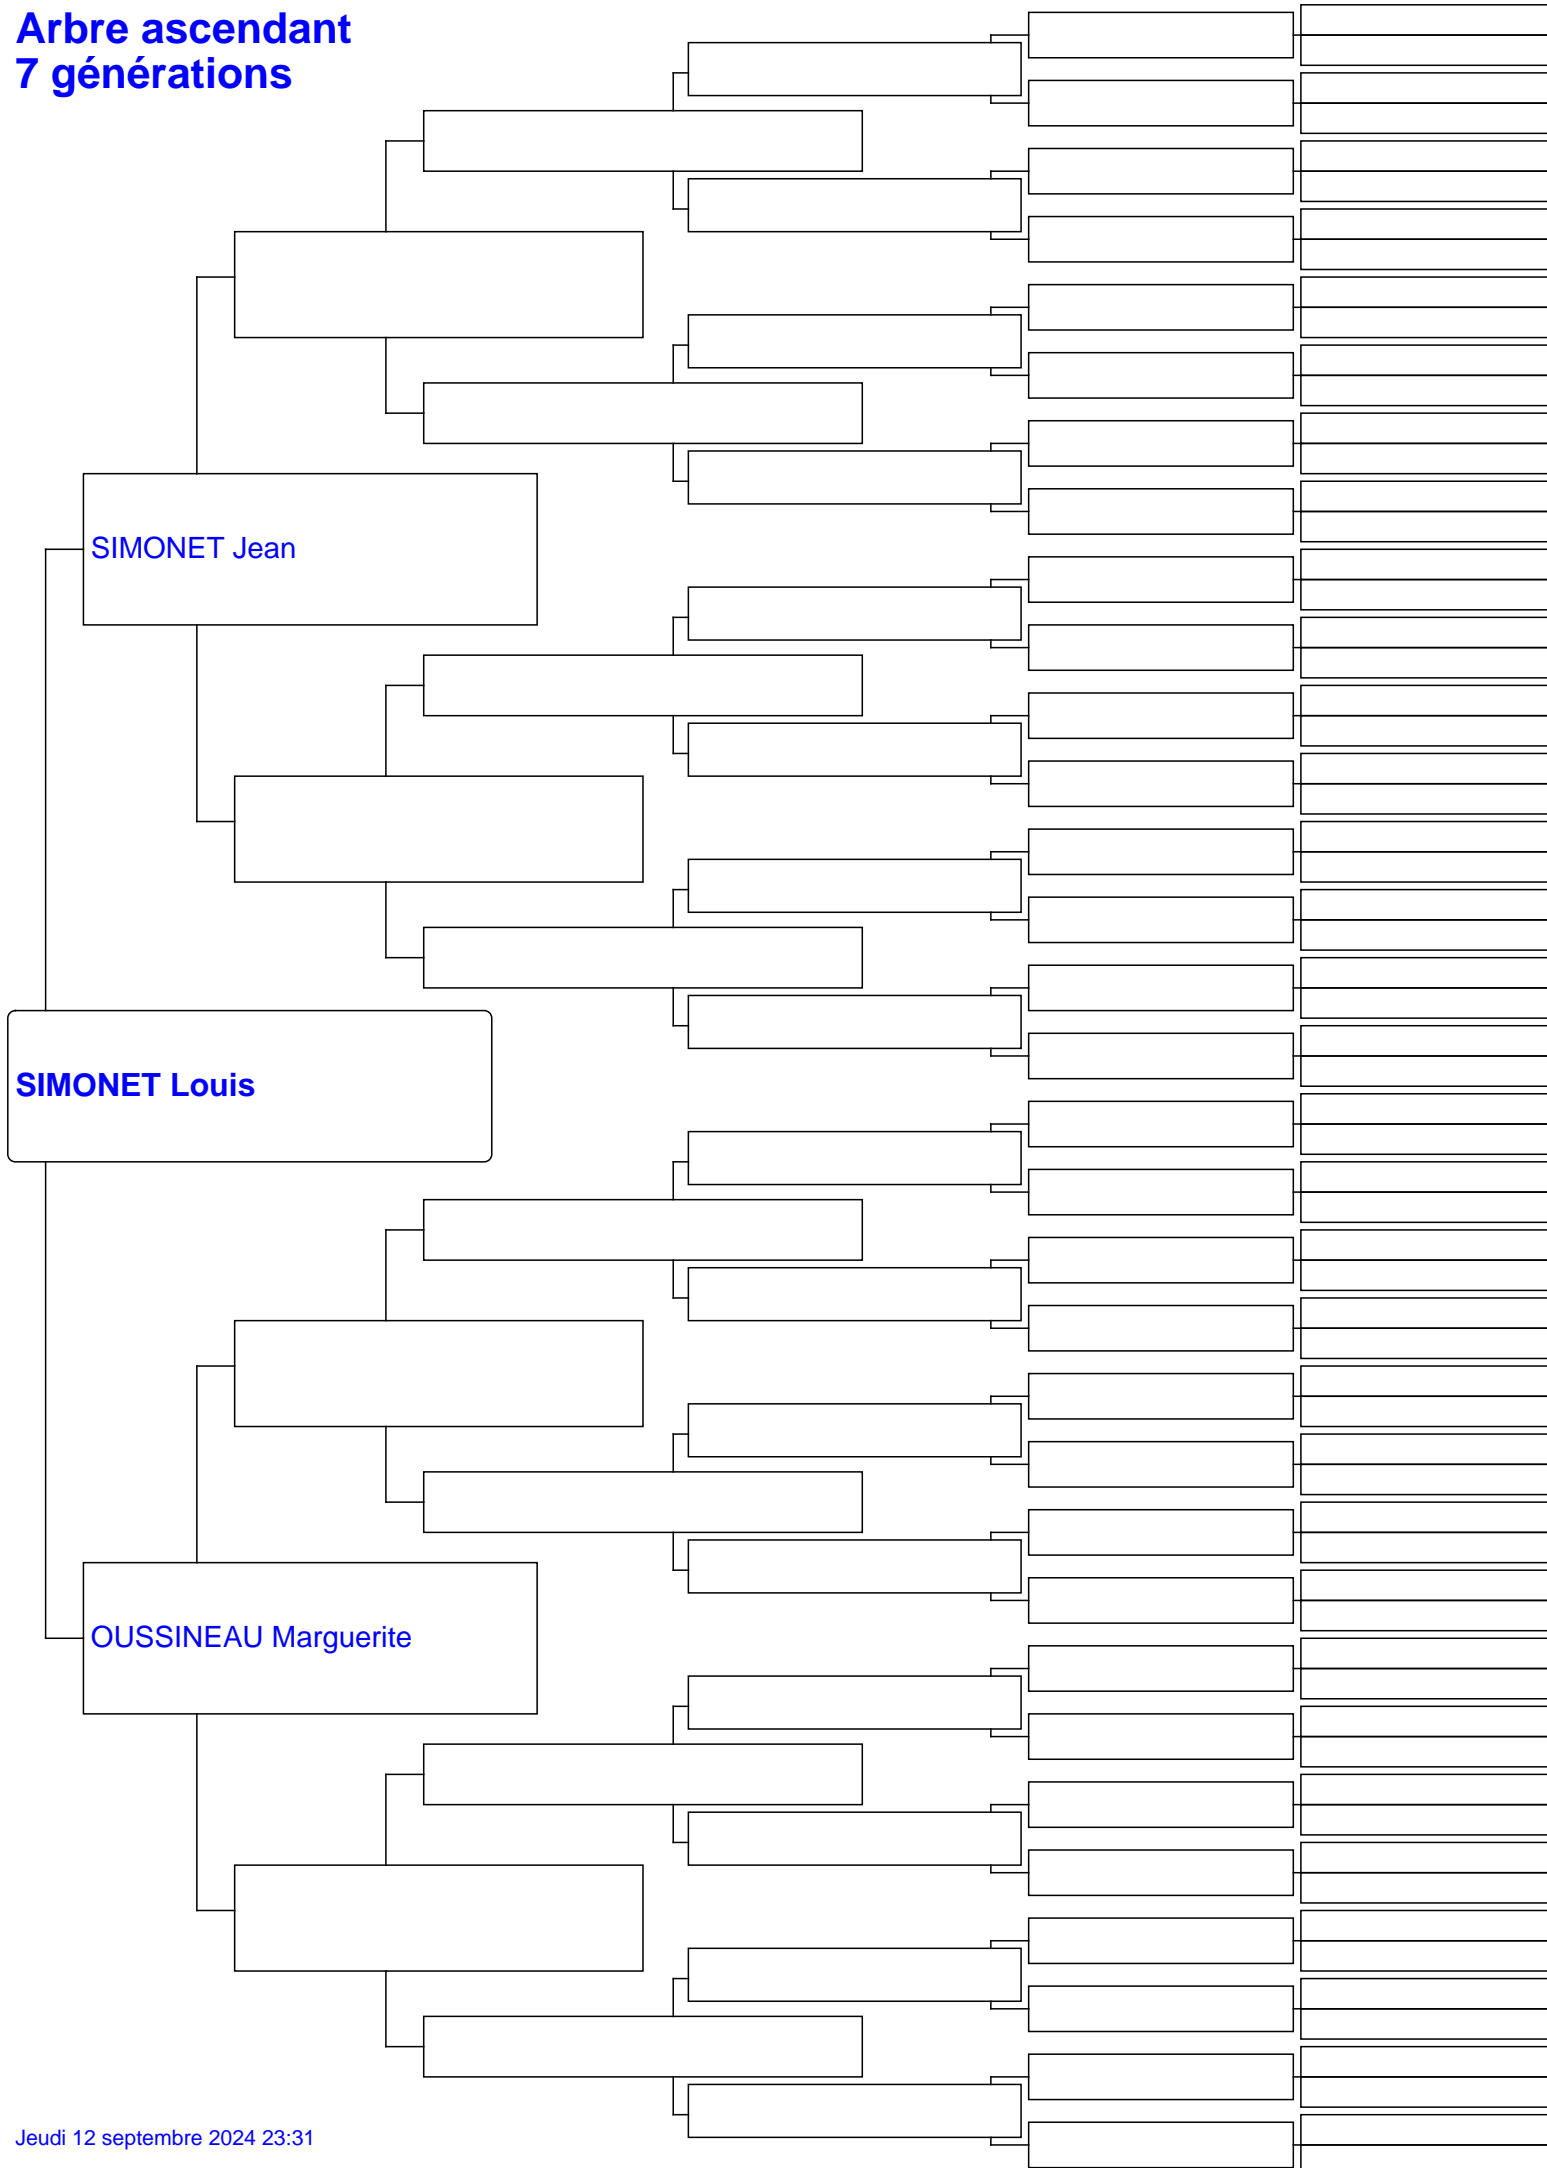 Arbre ascendant
7 générations
SIMONET Jean
SIMONET Louis
OUSSINEAU Marguerite
Jeudi 12 septembre 2024 23:31